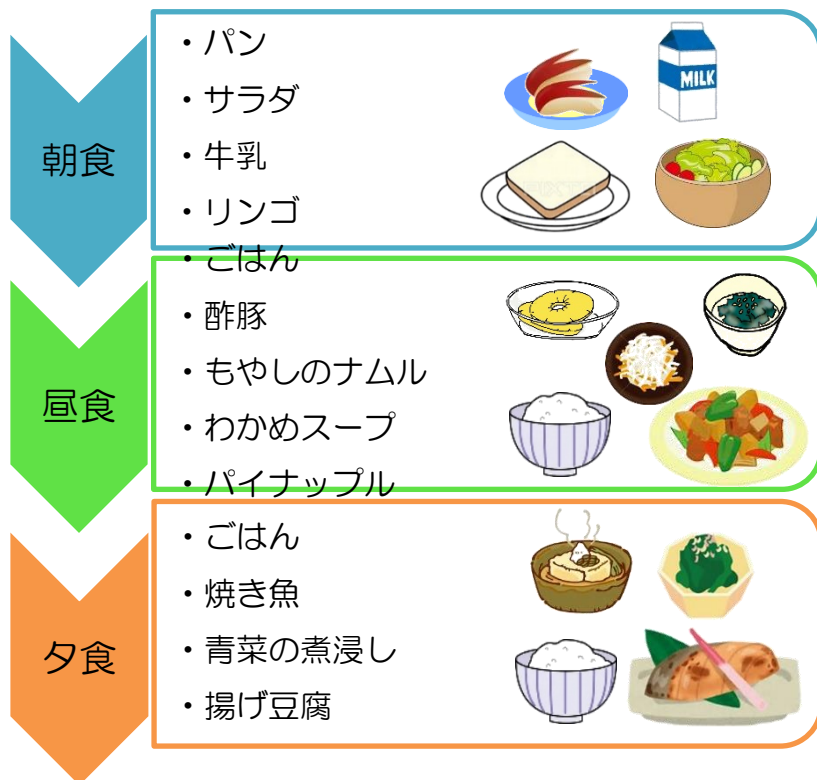 朝食
・パン
・サラダ
・牛乳
・リンゴ
MILK
昼食
・ごはん
・酢豚
・もやしのナムル
・わかめスープ
・パイナップル
夕食
・ごはん
・焼き魚
・青菜の煮浸し
・揚げ豆腐